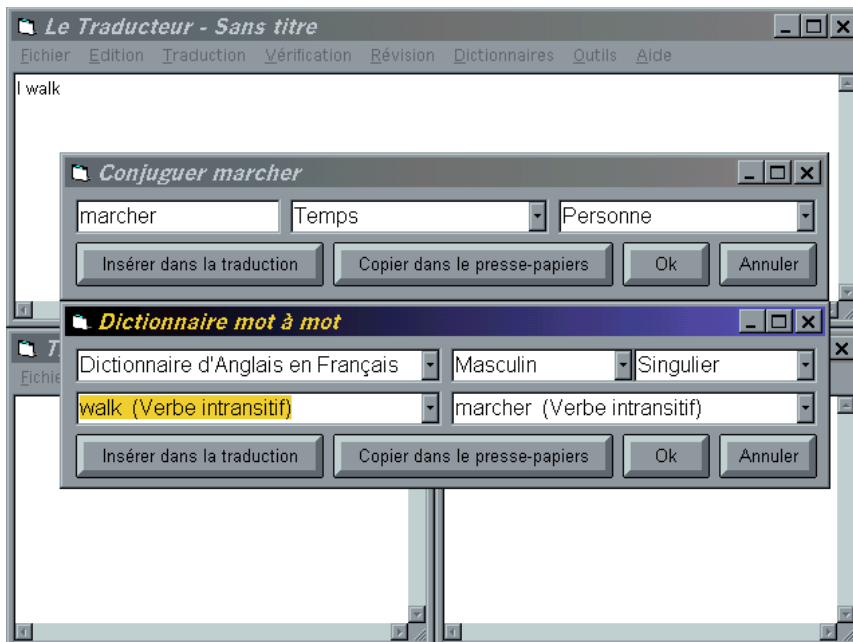 Le Traducteur - Sans titre
Fichier Edition Traduction Vérification Révision Dictionnaires Outils Aide
I walk
Conjuguer marcher
marcher Temps Personne
Insérer dans la traduction Copier dans le presse-papiers Ok Annuler
Dictionnaire mot à mot
Dictionnaire d'Anglais en Français Masculin Singulier
walk (Verbe intransitif) marcher (Verbe intransitif)
Insérer dans la traduction Copier dans le presse-papiers Ok Annuler